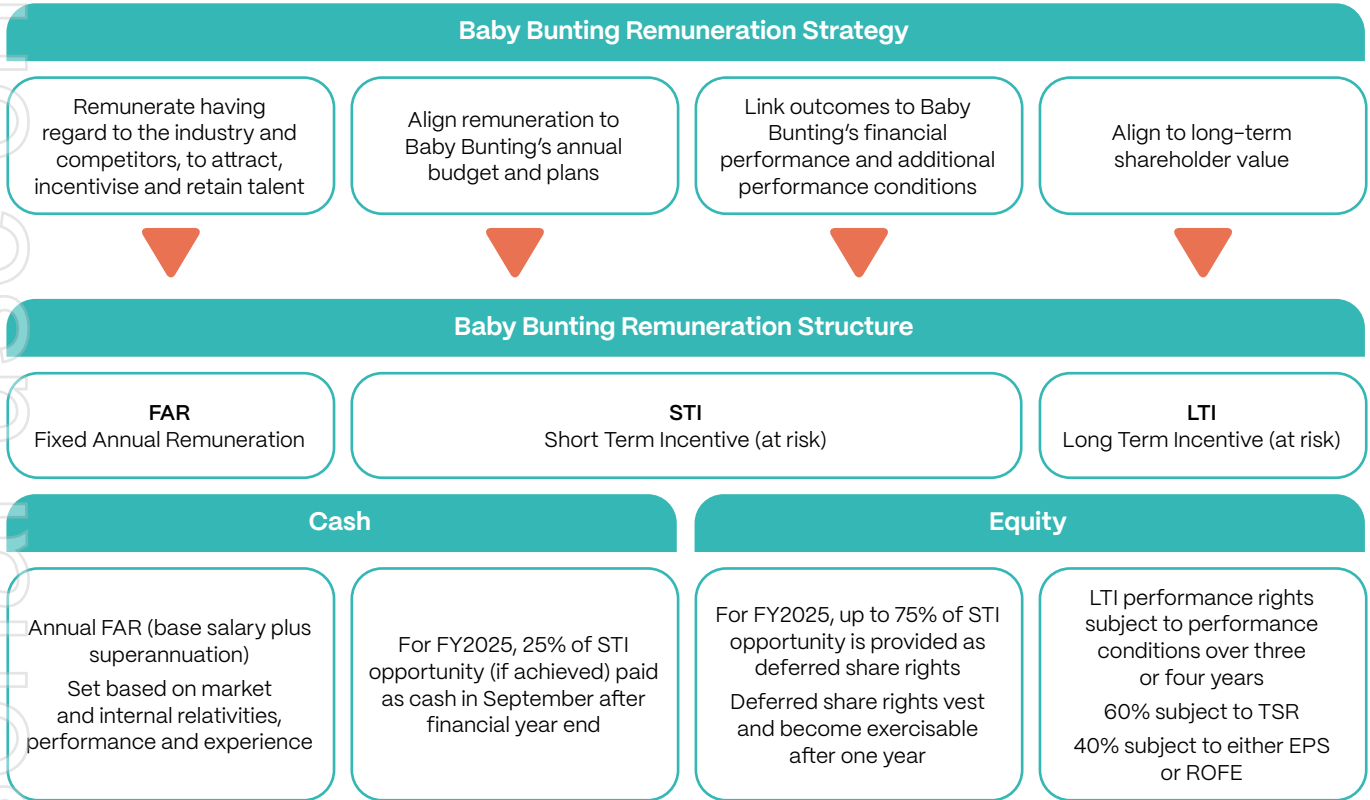 Baby Bunting Remuneration Strategy
Remunerate having
regard to the industry and
competitors, to attract,
incentivise and retain talent
Align remuneration to
Baby Bunting's annual
budget and plans
Link outcomes to Baby
Bunting's financial
performance and additional
performance conditions
Align to long-term
shareholder value
Baby Bunting Remuneration Structure
FAR
Fixed Annual Remuneration
STI
Short Term Incentive (at risk)
LTI
Long Term Incentive (at risk)
Cash
Equity
Annual FAR (base salary plus
superannuation)
Set based on market
and internal relativities,
performance and experience
For FY2025, 25% of STI
opportunity (if achieved) paid
as cash in September after
financial year end
For FY2025, up to 75% of STI
opportunity is provided as
deferred share rights
Deferred share rights vest
and become exercisable
after one year
LTI performance rights
subject to performance
conditions over three
or four years
60% subject to TSR
40% subject to either EPS
or ROFE